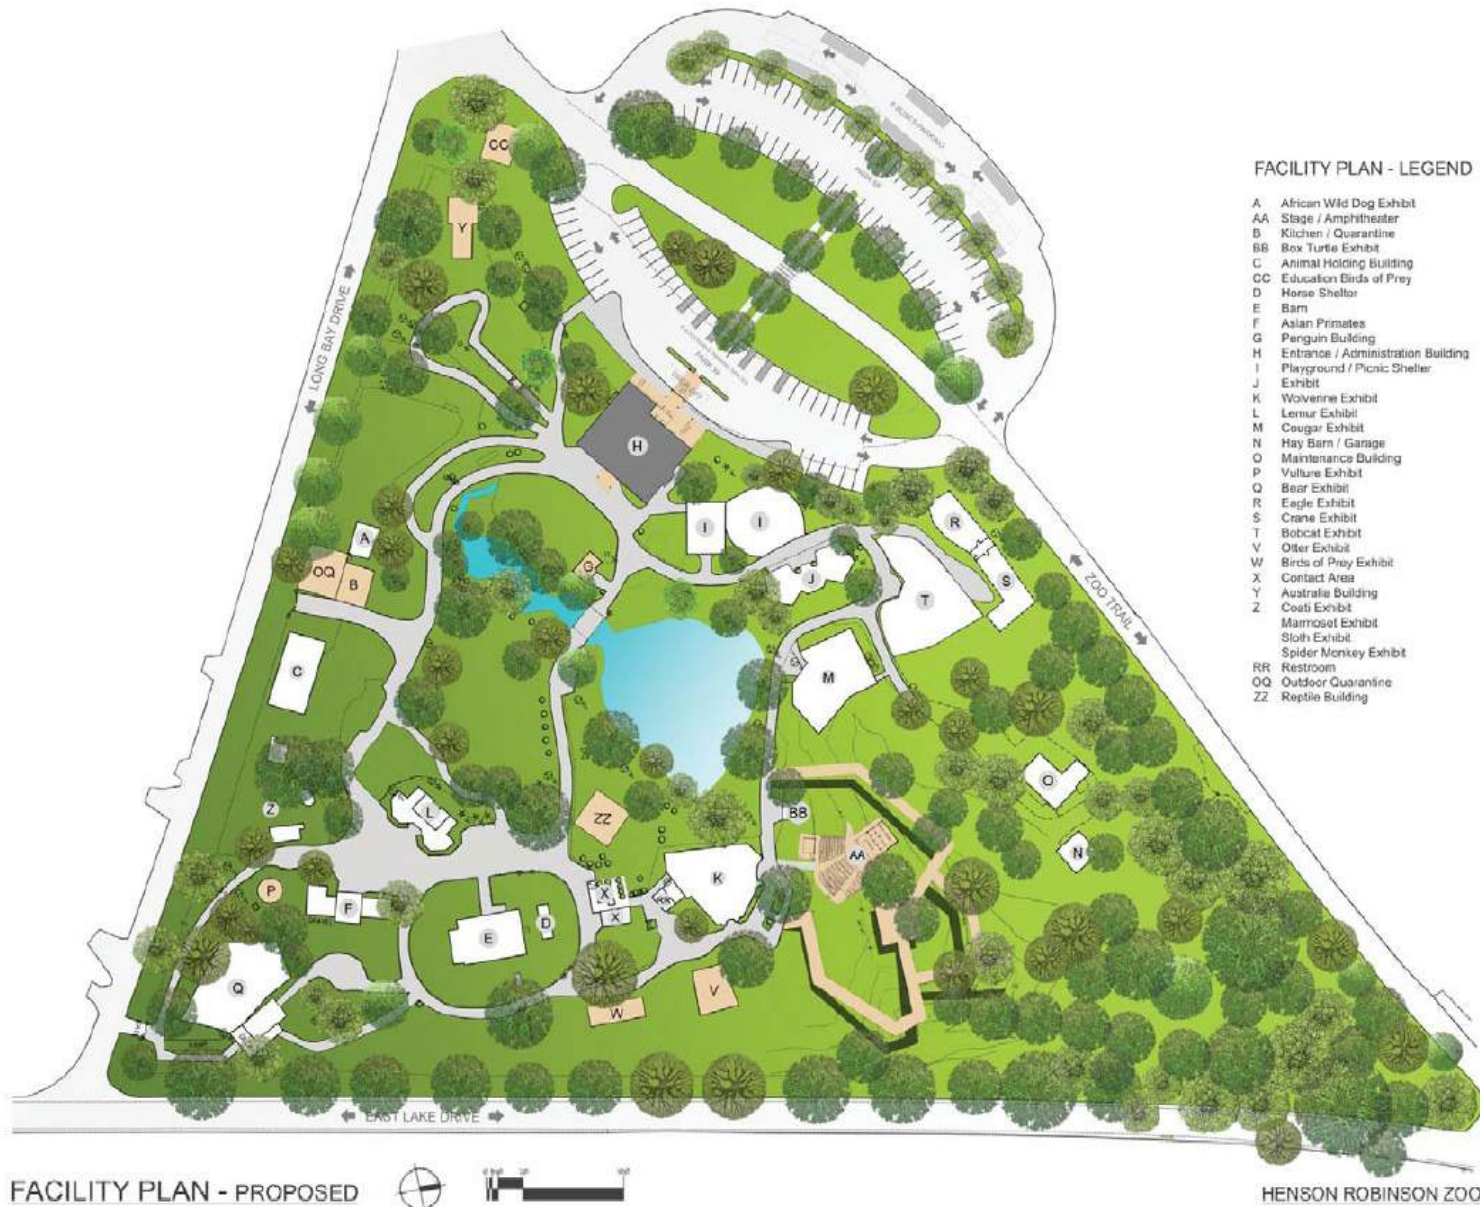 FACILITY PLAN - LEGEND
A African Wild Dog Exhibit
AA Stage / Amphitheater
B Kitchen / Quarantine
BB Box Turtle Exhibit
C Animal Holding Building
CC Education Birds of Prey
D Horse Shelter
E Barn
F Asian Primates
G Penguin Building
H Entrance / Administration Building
I Playground / Picnic Shelter
J Exhibit
K Wolverine Exhibit
L Lemur Exhibit
M Cougar Exhibit
N Hay Barn / Garage
O Maintenance Building
P Vulture Exhibit
Q Bear Exhibit
R Eagle Exhibit
S Crane Exhibit
T Bobcat Exhibit
V Otter Exhibit
W Birds of Prey Exhibit
X Contact Area
Y Australia Building
Z Coati Exhibit
Marmoset Exhibit
Sloth Exhibit
Spider Monkey Exhibit
RR Restroom
OQ Outdoor Quarantine
ZZ Reptile Building
CC
Y
LONG BAY DRIVE
H
I
I
R
A
OQ
B
G
J
S
T
ZOO TRAIL
C
M
Z
L
ZZ
BB
O
AA
N
P
F
K
X
X
RR
E
D
Q
V
W
EAST LAKE DRIVE
FACILITY PLAN - PROPOSED
HENSON ROBINSON ZOO